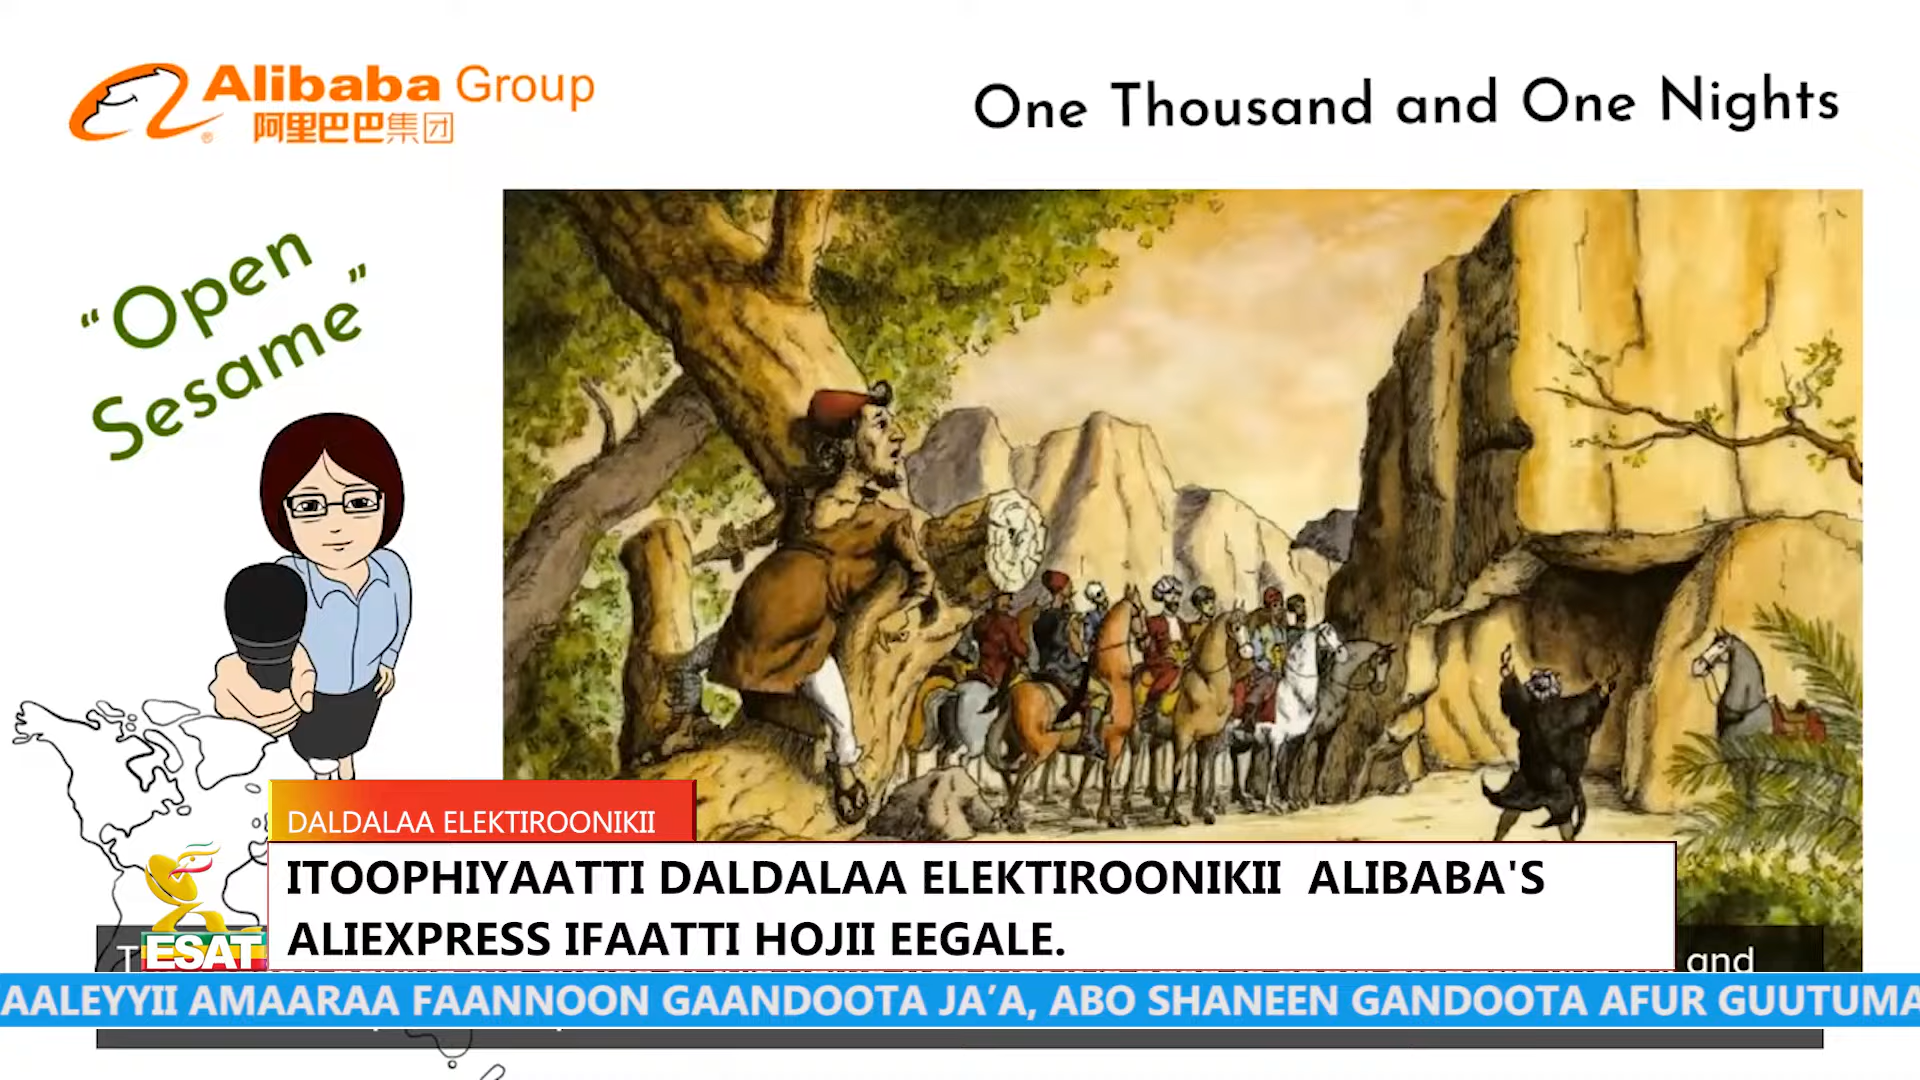 Alibaba Group
阿里巴巴集团
One Thousand and One Nights
“Open
Sesame”
DALDALAA ELEKTIROONIKII
ITOOPHIYAATTI DALDALAA ELEKTIROONIKII ALIBABA'S
ALIEXPRESS IFAATTI HOJII EEGALE.
ESAT
and
AALEYYII AMAARAA FAANNOON GAANDOOTA JA’A, ABO SHANEEN GANDOOTA AFUR GUUTUMA